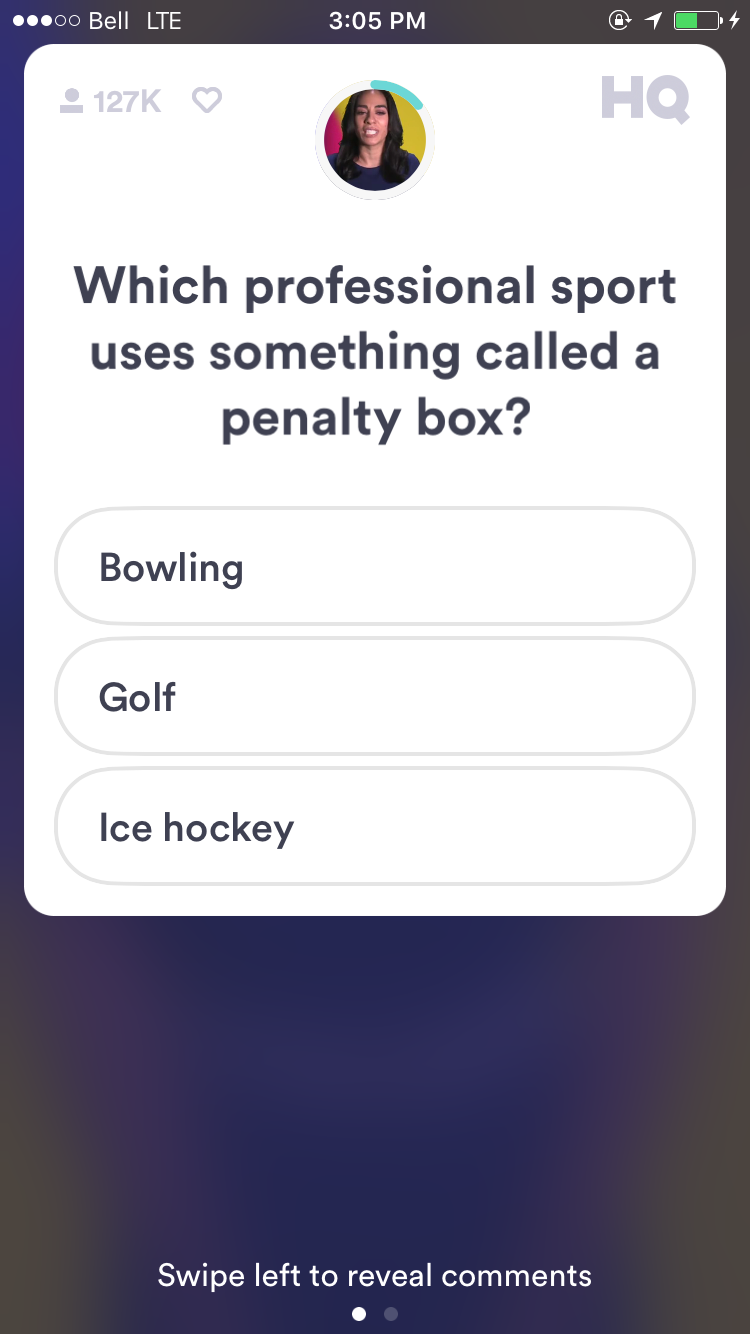 Bell LTE 3:05 PM
127K HQ
Which professional sport
uses something called a
penalty box?
Bowling
Golf
Ice hockey
Swipe left to reveal comments